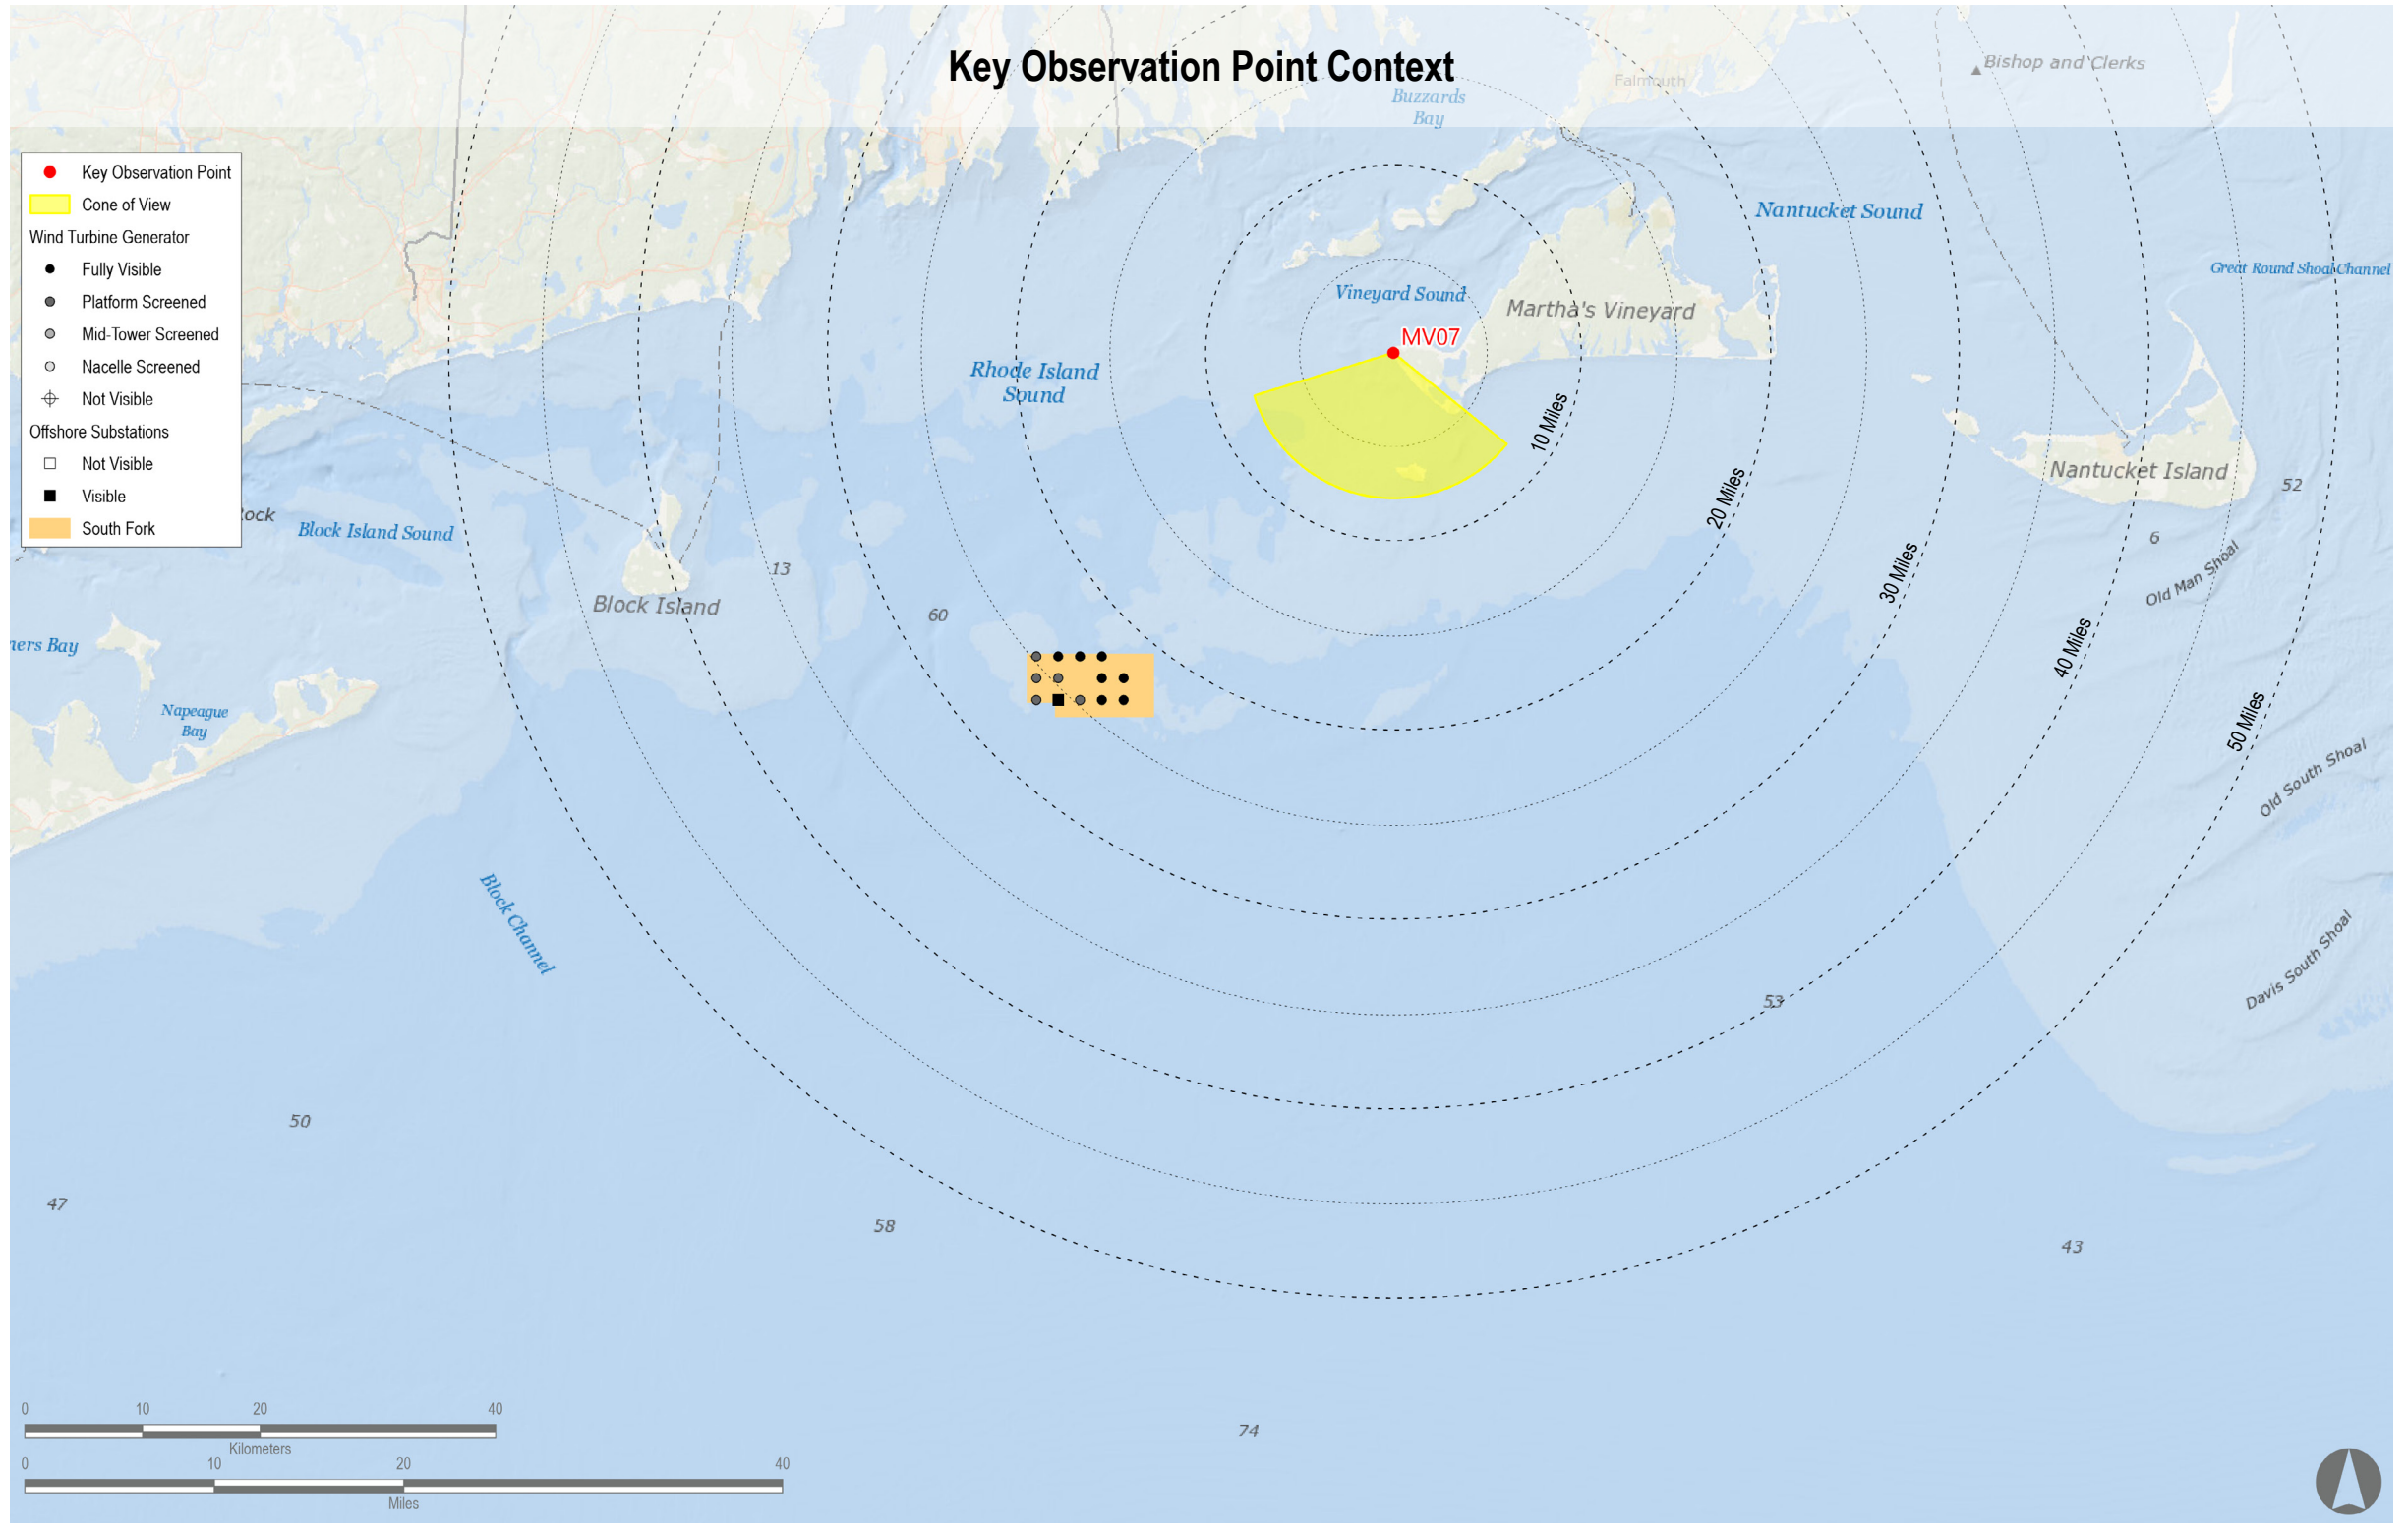 Key Observation Point Context
Bishop and Clerks
Falmouth
Buzzards
Bay
Key Observation Point
Cone of View
Wind Turbine Generator
Fully Visible
Platform Screened
Mid-Tower Screened
Nacelle Screened
Not Visible
Offshore Substations
Not Visible
Visible
South Fork
Nantucket Sound
Great Round Shoal Channel
Vineyard Sound
Martha's Vineyard
MV07
Rhode Island
Sound
10 Miles
20 Miles
30 Miles
40 Miles
50 Miles
Nantucket Island
52
6
Old Man Shoal
ock
Block Island Sound
13
Block Island
60
ners Bay
Napeague
Bay
Old South Shoal
Block Channel
Davis South Shoal
53
50
47
58
43
74
0 10 20 40
Kilometers
0 10 20 40
Miles